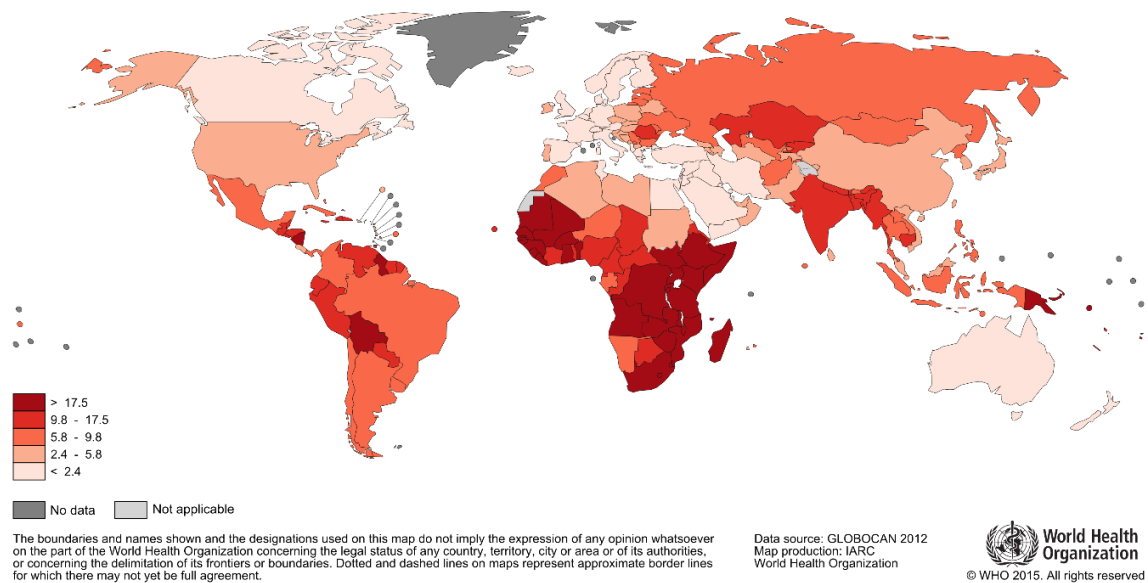 > 17.5
9.8 - 17.5
5.8 - 9.8
2.4 - 5.8
< 2.4
No data
Not applicable
The boundaries and names shown and the designations used on this map do not imply the expression of any opinion whatsoever
on the part of the World Health Organization concerning the legal status of any country, territory, city or area or of its authorities,
or concerning the delimitation of its frontiers or boundaries. Dotted and dashed lines on maps represent approximate border lines
for which there may not yet be full agreement.
Data source: GLOBOCAN 2012
Map production: IARC
World Health Organization
World Health
Organization
© WHO 2015. All rights reserved